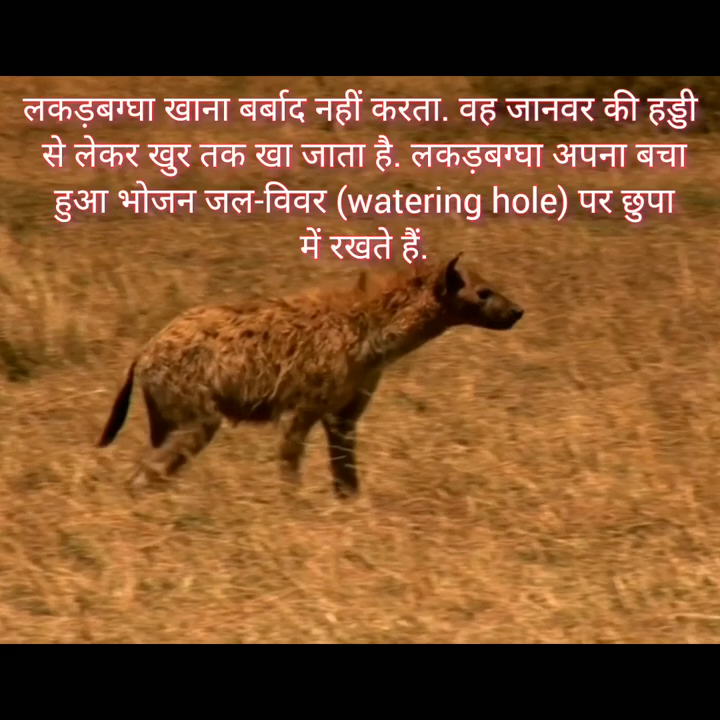 लकड़बग्घा खाना बर्बाद नहीं करता. वह जानवर की हड्डी
से लेकर खुर तक खा जाता है. लकड़बग्घा अपना बचा
हुआ भोजन जल-विवर (watering hole) पर छुपा
में रखते हैं.